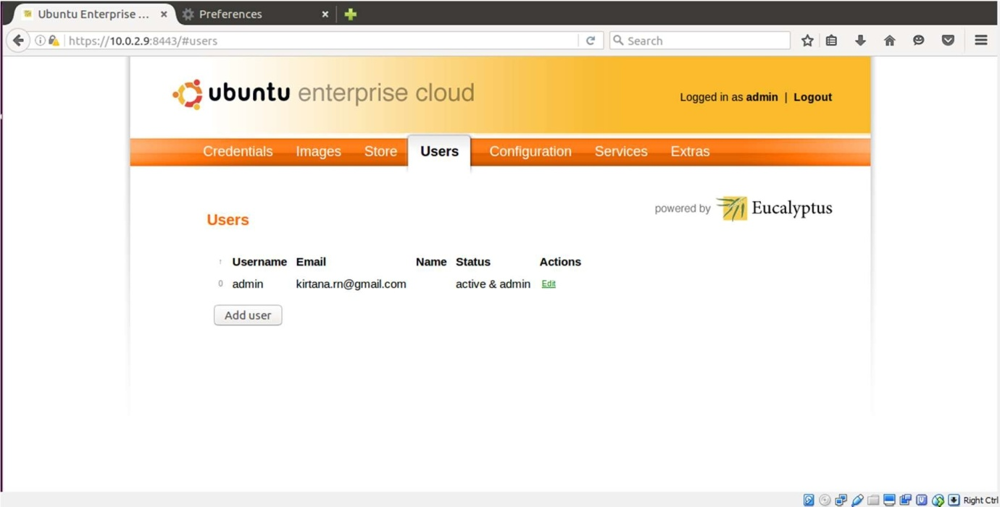 Ubuntu Enterprise ... × Preferences ×
https://10.0.2.9:8443/#users Search
ubuntu enterprise cloud
Logged in as admin | Logout
Credentials Images Store Users Configuration Services Extras
powered by Eucalyptus
Users
Username Email Name Status Actions
0 admin kirtana.rn@gmail.com active & admin Edit
Add user
Right Ctrl